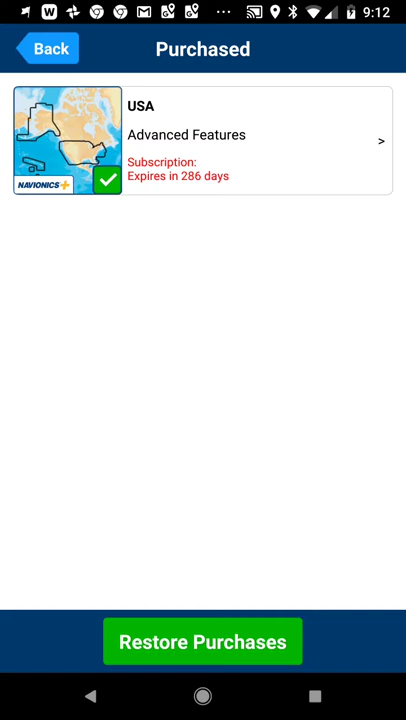 W
G
G
9:12
Back
Purchased
USA
Advanced Features
>
Subscription:
Expires in 286 days
NAVIONICS+
Restore Purchases